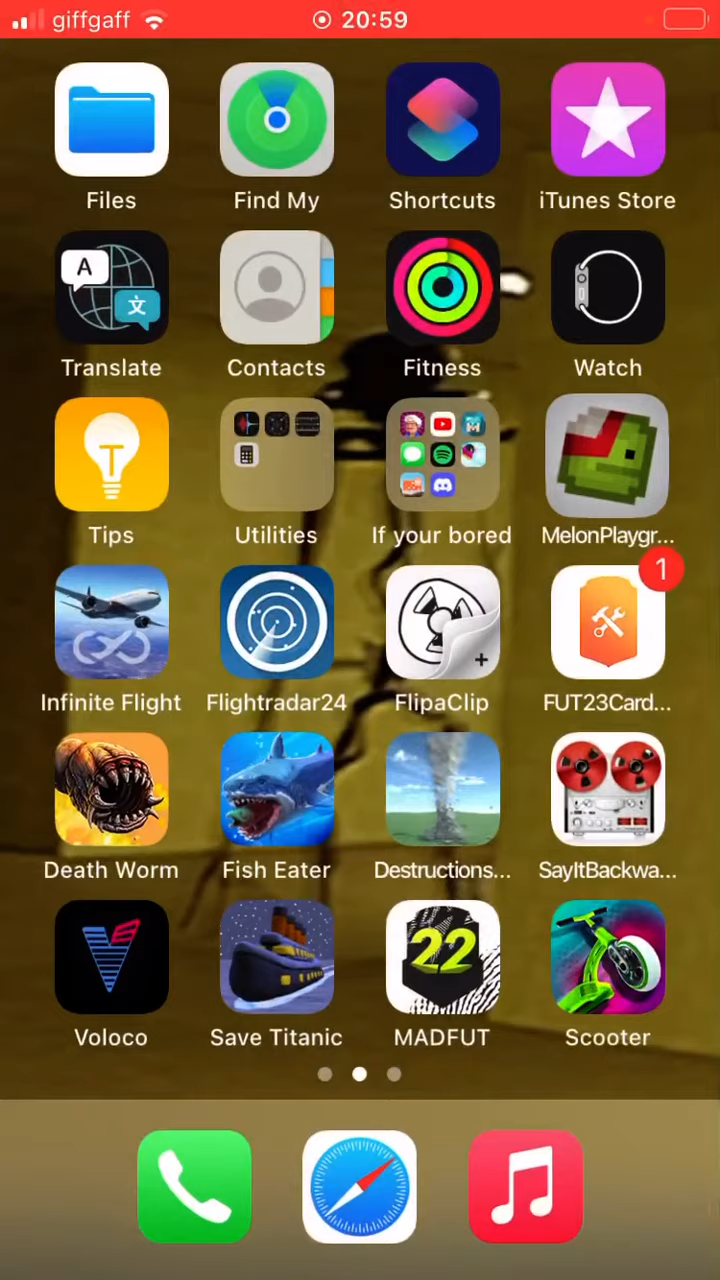 giffgaff 20:59
Files Find My Shortcuts iTunes Store
A 文
Translate Contacts Fitness Watch
T
Tips Utilities If your bored MelonPlaygr...
1
Infinite Flight Flightradar24 FlipaClip FUT23Card...
Death Worm Fish Eater Destructions... SayItBackwa...
22
Voloco Save Titanic MADFUT Scooter